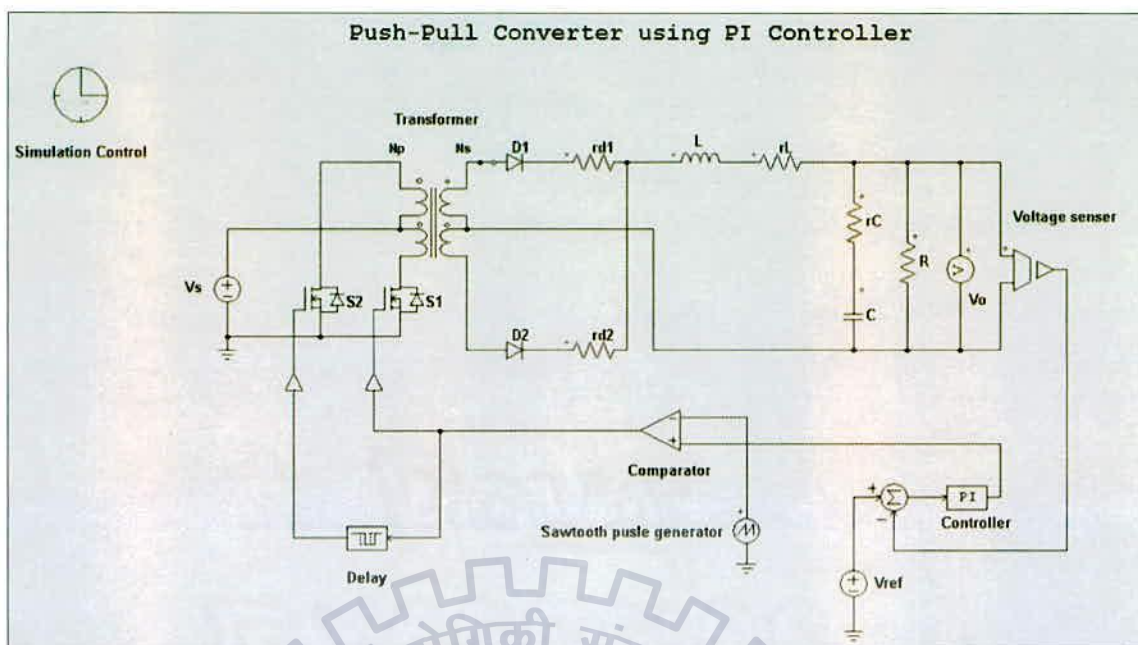 Push-Pull Converter using PI Controller
Simulation Control
Transformer
Np
Ns
D1
rd1
L
rL
Vs
S2
S1
D2
rd2
rC
C
R
V
Vo
Voltage senser
Comparator
Sawtooth pusle generator
Delay
Σ
PI
Controller
Vref